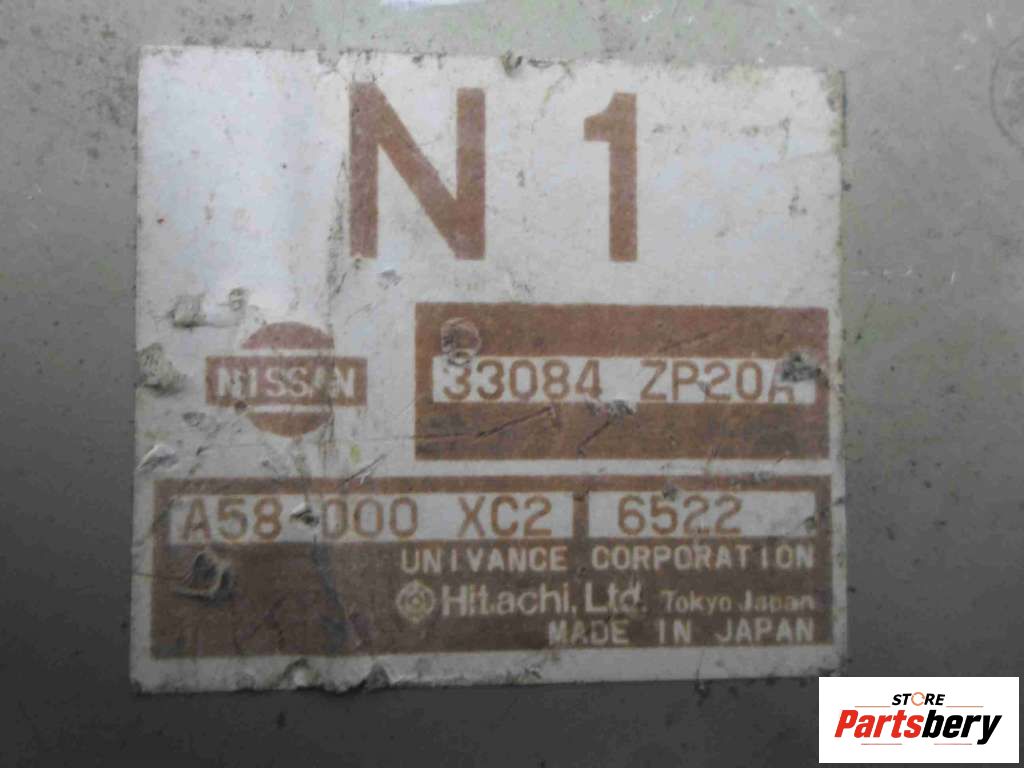 N 1
NISSAN
33084 ZP20A
A58-000 XC2 6522
UNIVANCE CORPORATION
Hitachi, Ltd. Tokyo Japan
MADE IN JAPAN
STORE
Partsbery